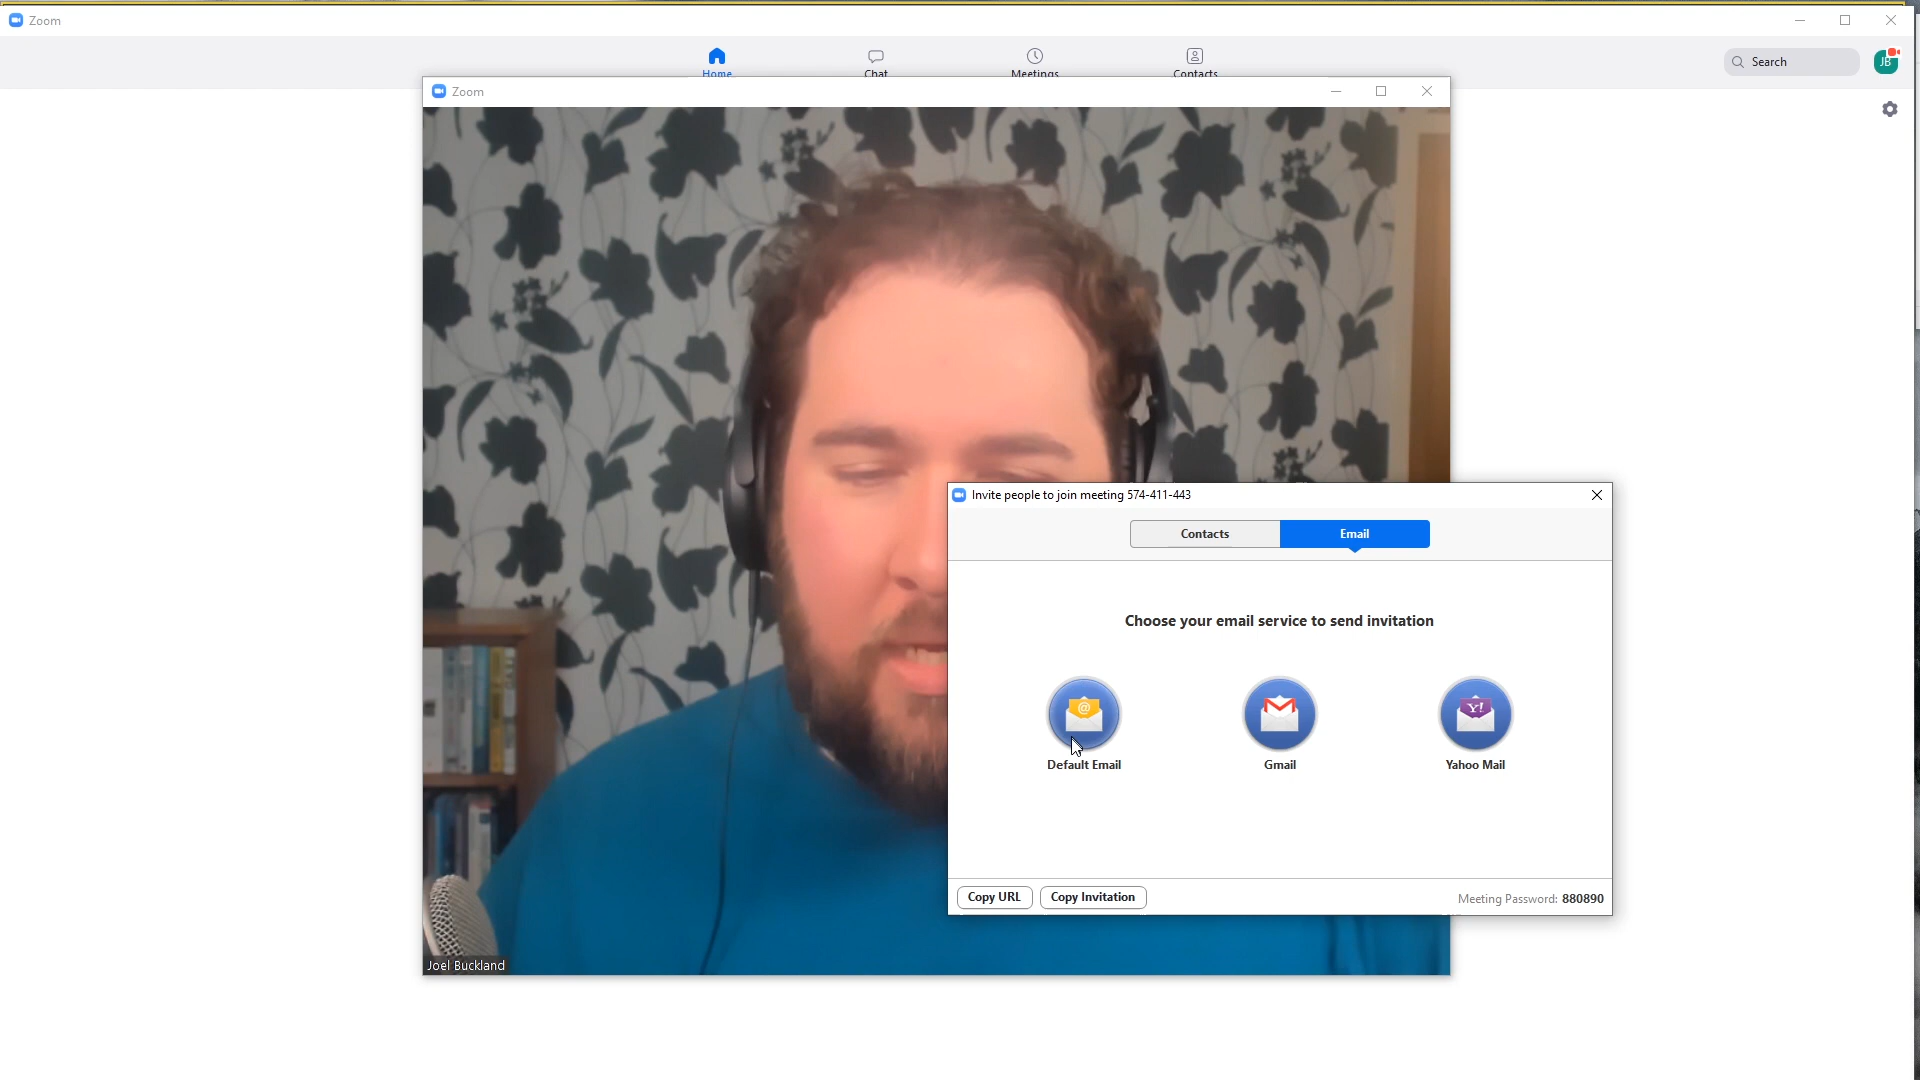 Zoom
Home
Chat
Meetings
Contacts
Search
JB
Zoom
Invite people to join meeting 574-411-443
Contacts
Email
Choose your email service to send invitation
@
Y!
Default Email
Gmail
Yahoo Mail
Copy URL
Copy Invitation
Meeting Password: 880890
Joel Buckland